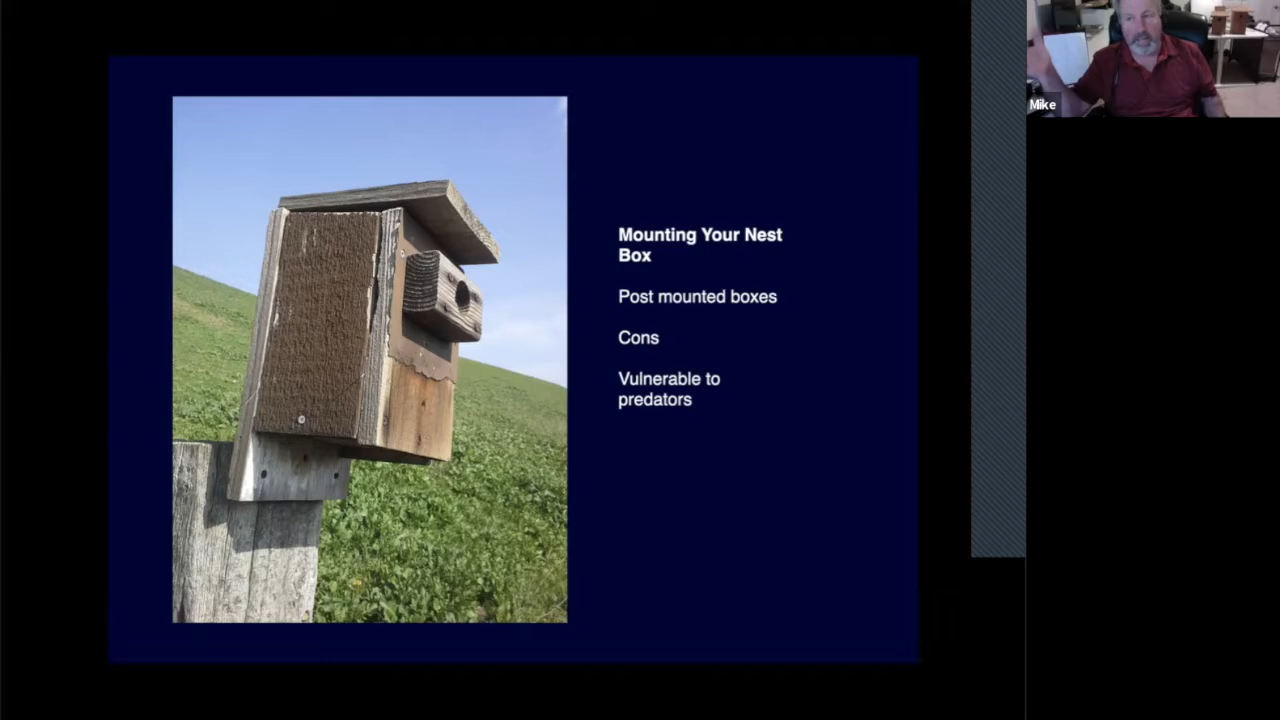 Mounting Your Nest
Box
Post mounted boxes
Cons
Vulnerable to
predators
Mike